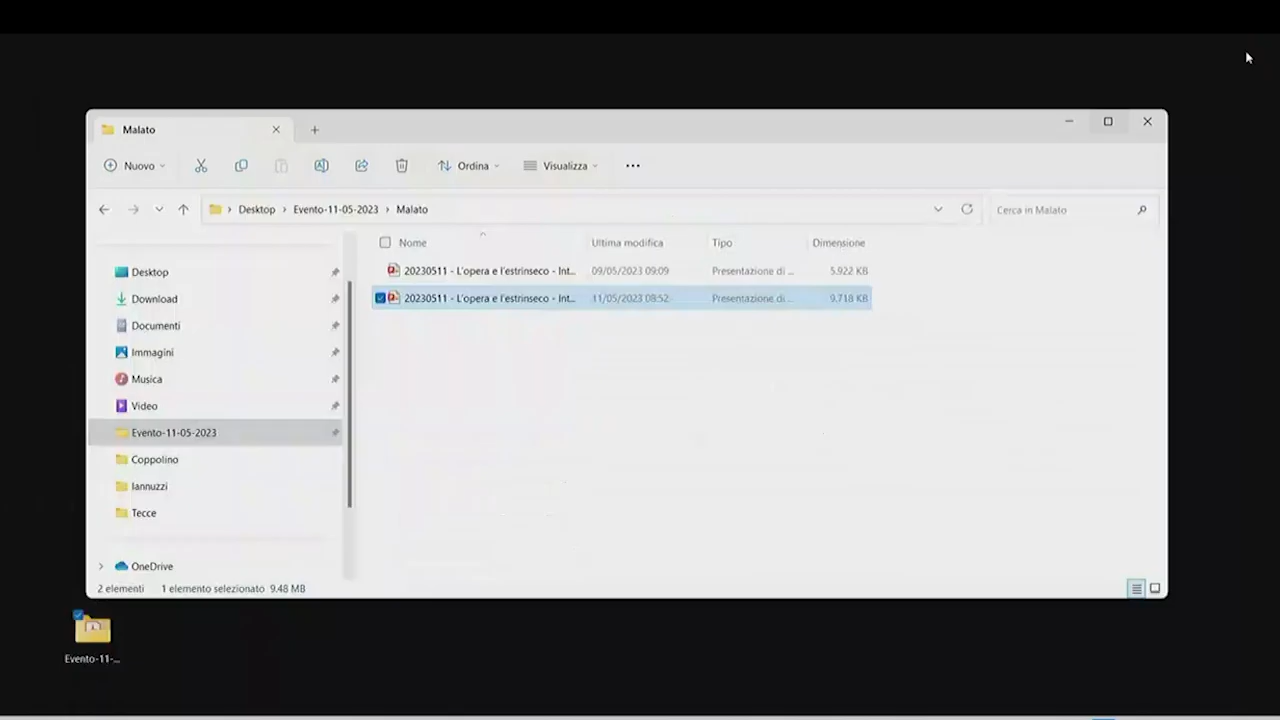 Malato
Nuovo Ordina Visualizza
Desktop Evento-11-05-2023 Malato Cerca in Malato
Nome Ultima modifica Tipo Dimensione
Desktop 20230511 - L'opera e l'estrinseco - Int... 09/05/2023 09:09 Presentazione di ... 5.922 KB
Download 20230511 - L'opera e l'estrinseco - Int... 11/05/2023 08:52 Presentazione di ... 9.718 KB
Documenti
Immagini
Musica
Video
Evento-11-05-2023
Coppolino
Iannuzzi
Tecce
OneDrive
2 elementi 1 elemento selezionato 9.48 MB
Evento-11-...